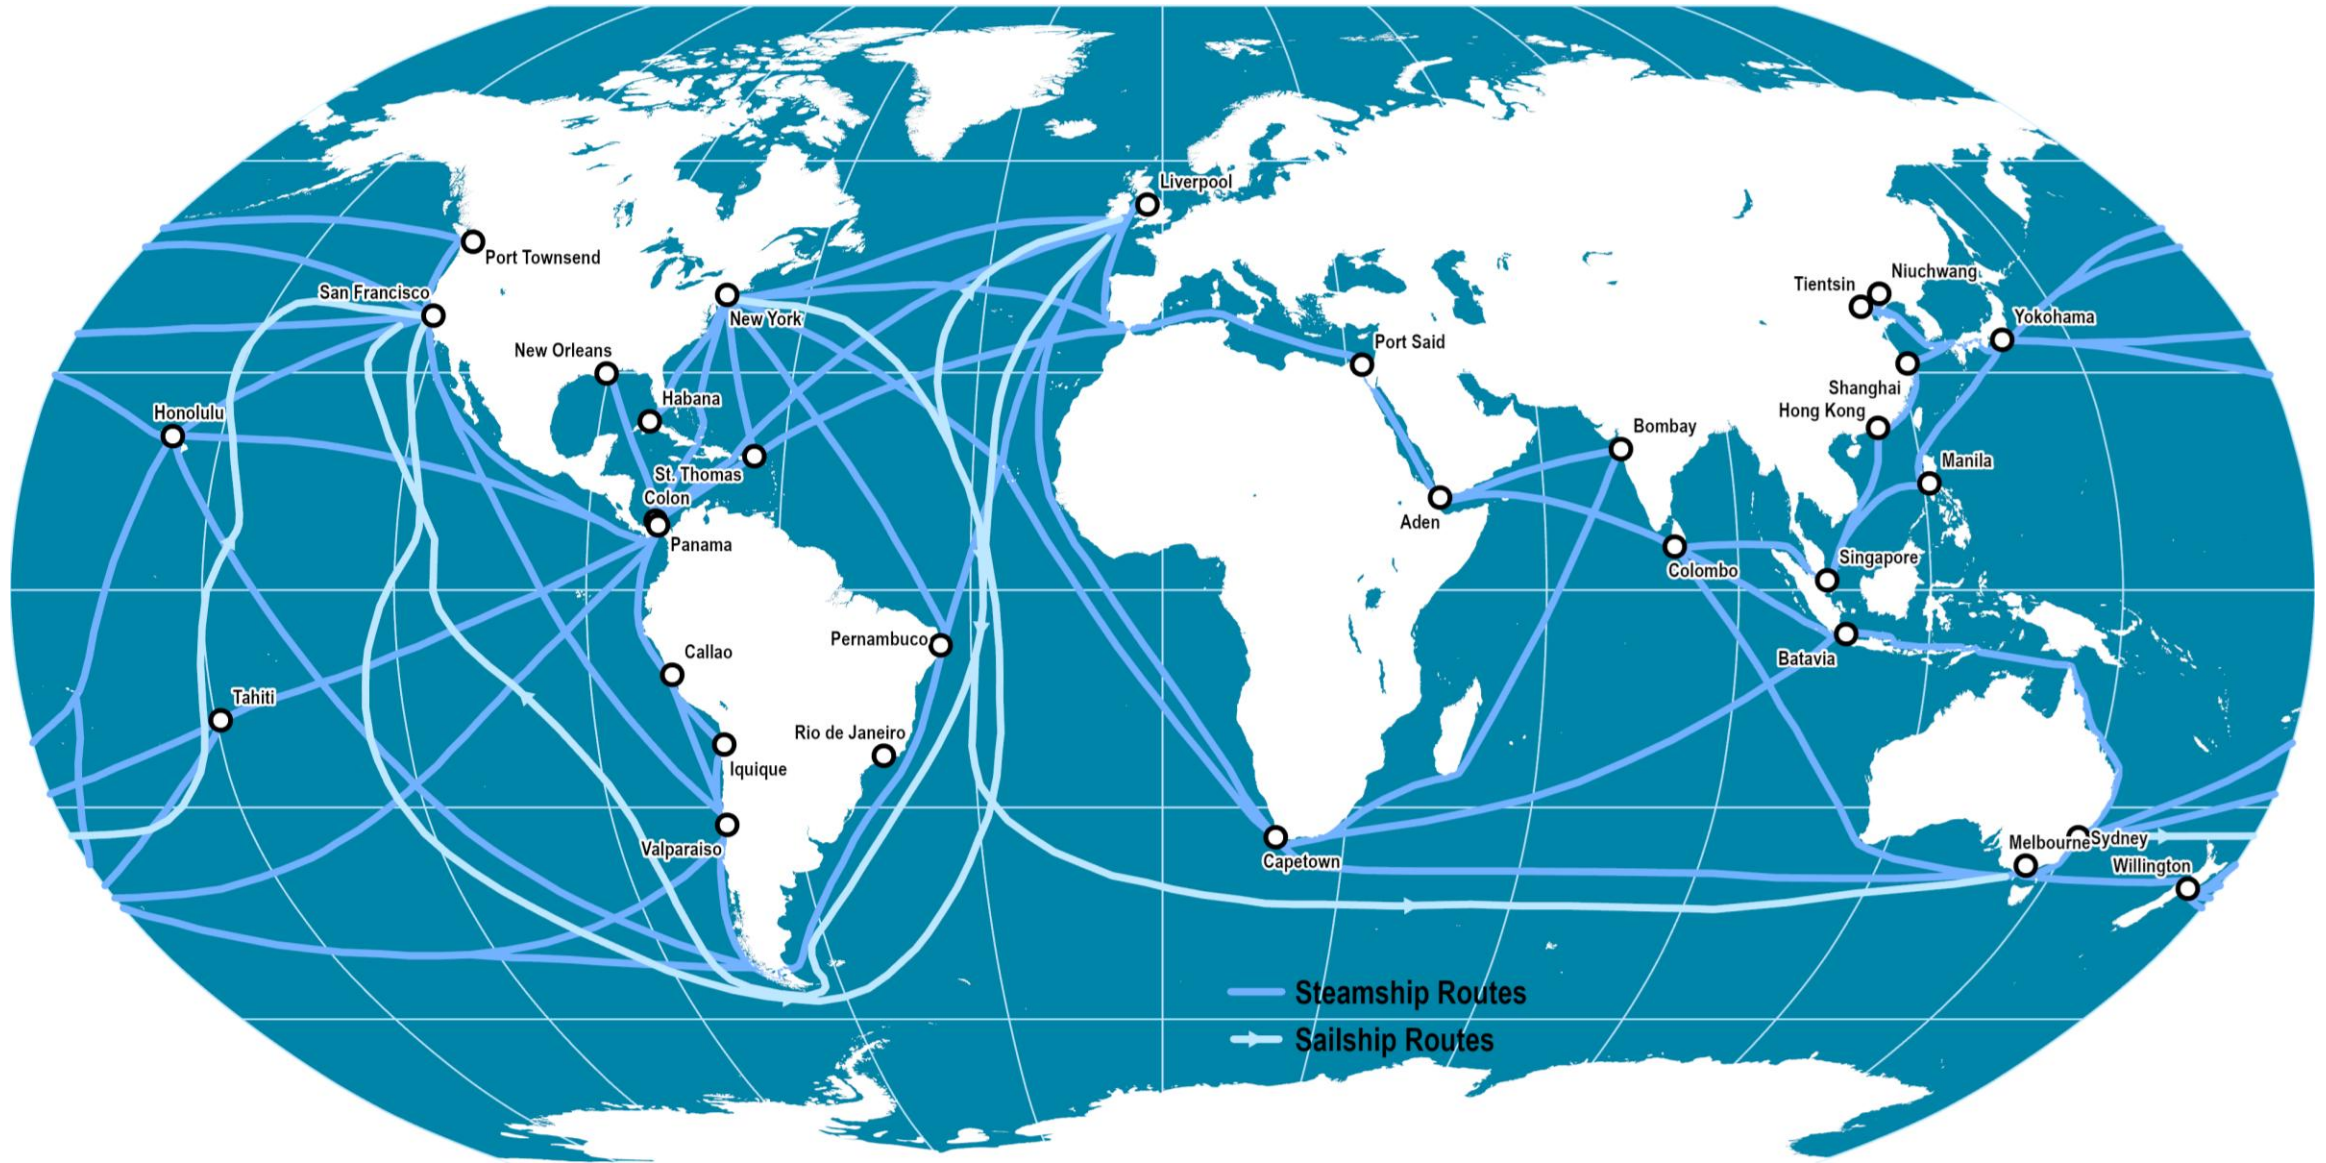 Liverpool
Port Townsend
Niuchwang
Tientsin
San Francisco
New York
Yokohama
Port Said
New Orleans
Shanghai
Habana
Honolulu
Hong Kong
Bombay
Manila
St. Thomas
Colon
Aden
Panama
Singapore
Colombo
Pernambuco
Callao
Batavia
Tahiti
Rio de Janeiro
Iquique
Valparaiso
Capetown
Melbourne
Sydney
Willington
Steamship Routes
Sailship Routes